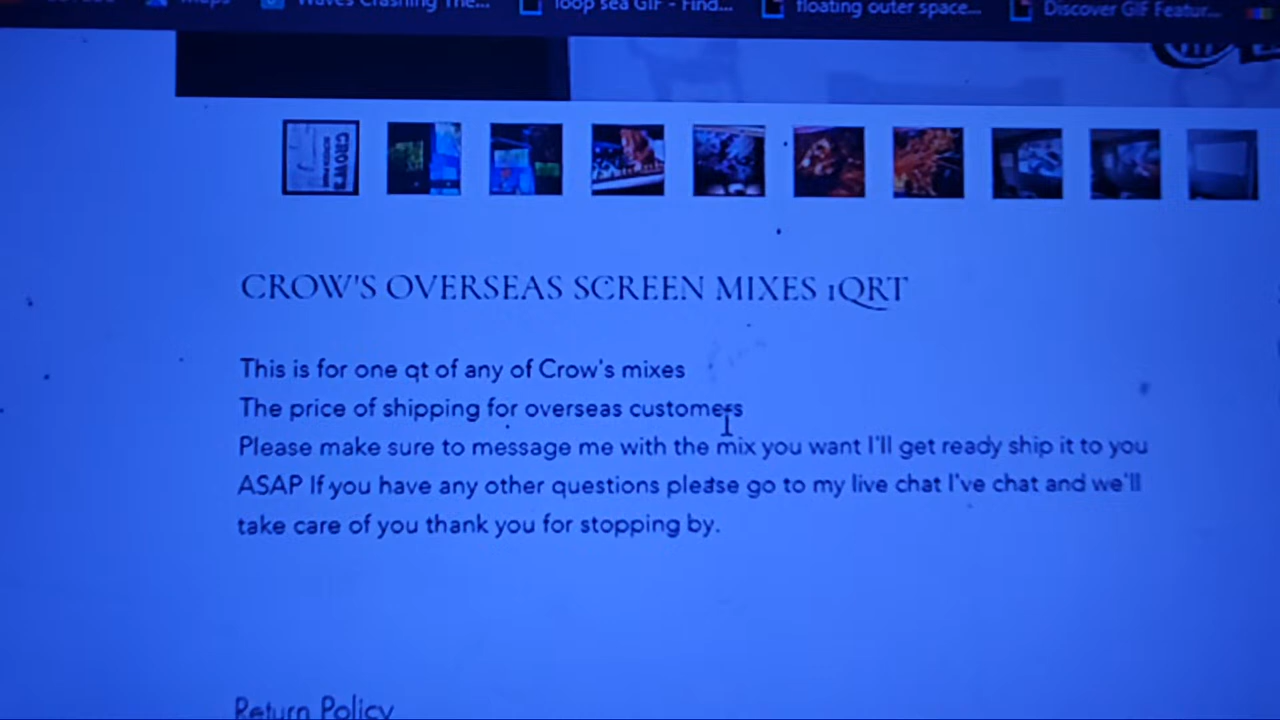 Waves Crashing The...
loop sea GIF - Find...
floating outer space...
Discover GIF Featur...
CROW'S
CROW'S OVERSEAS SCREEN MIXES 1QRT
This is for one qt of any of Crow's mixes
The price of shipping for overseas customers
Please make sure to message me with the mix you want I'll get ready ship it to you
ASAP If you have any other questions please go to my live chat I've chat and we'll
take care of you thank you for stopping by.
Return Policy